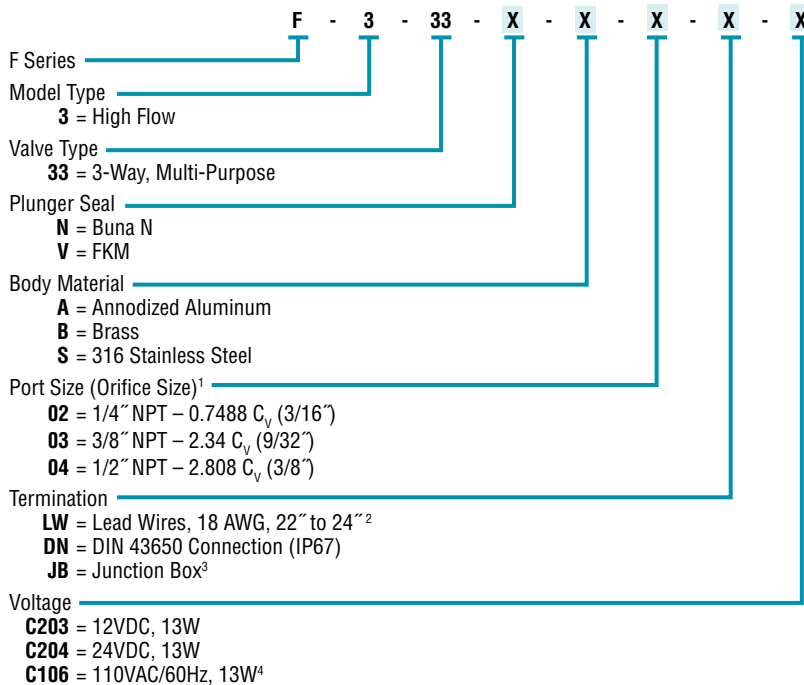 F - 3 - 33 - X - X - X - X - X
F Series
Model Type
3 = High Flow
Valve Type
33 = 3-Way, Multi-Purpose
Plunger Seal
N = Buna N
V = FKM
Body Material
A = Annodized Aluminum
B = Brass
S = 316 Stainless Steel
Port Size (Orifice Size)¹
02 = 1/4˝ NPT – 0.7488 Cᵥ (3/16˝)
03 = 3/8˝ NPT – 2.34 Cᵥ (9/32˝)
04 = 1/2˝ NPT – 2.808 Cᵥ (3/8˝)
Termination
LW = Lead Wires, 18 AWG, 22˝ to 24˝ ²
DN = DIN 43650 Connection (IP67)
JB = Junction Box³
Voltage
C203 = 12VDC, 13W
C204 = 24VDC, 13W
C106 = 110VAC/60Hz, 13W⁴